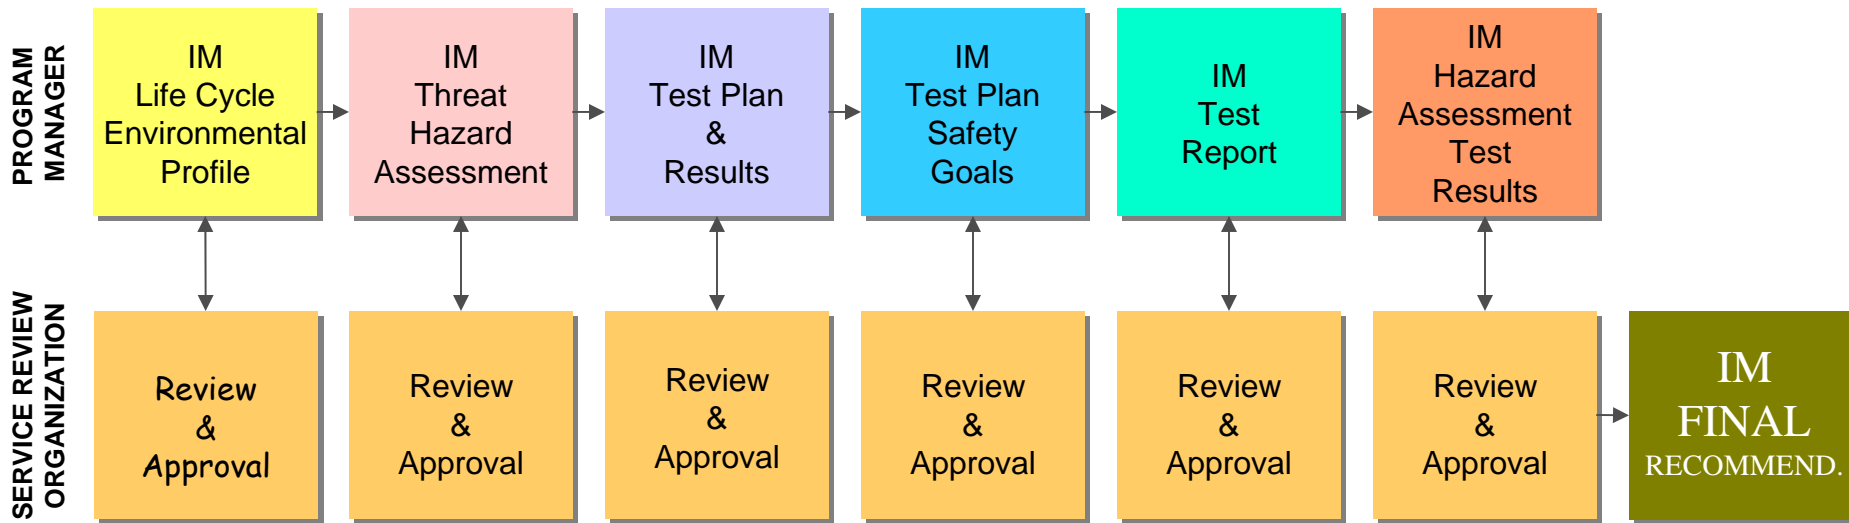 PROGRAM
MANAGER
IM
Life Cycle
Environmental
Profile
IM
Threat
Hazard
Assessment
IM
Test Plan
&
Results
IM
Test Plan
Safety
Goals
IM
Test
Report
IM
Hazard
Assessment
Test
Results
SERVICE REVIEW
ORGANIZATION
Review
&
Approval
Review
&
Approval
Review
&
Approval
Review
&
Approval
Review
&
Approval
Review
&
Approval
IM
FINAL
RECOMMEND.